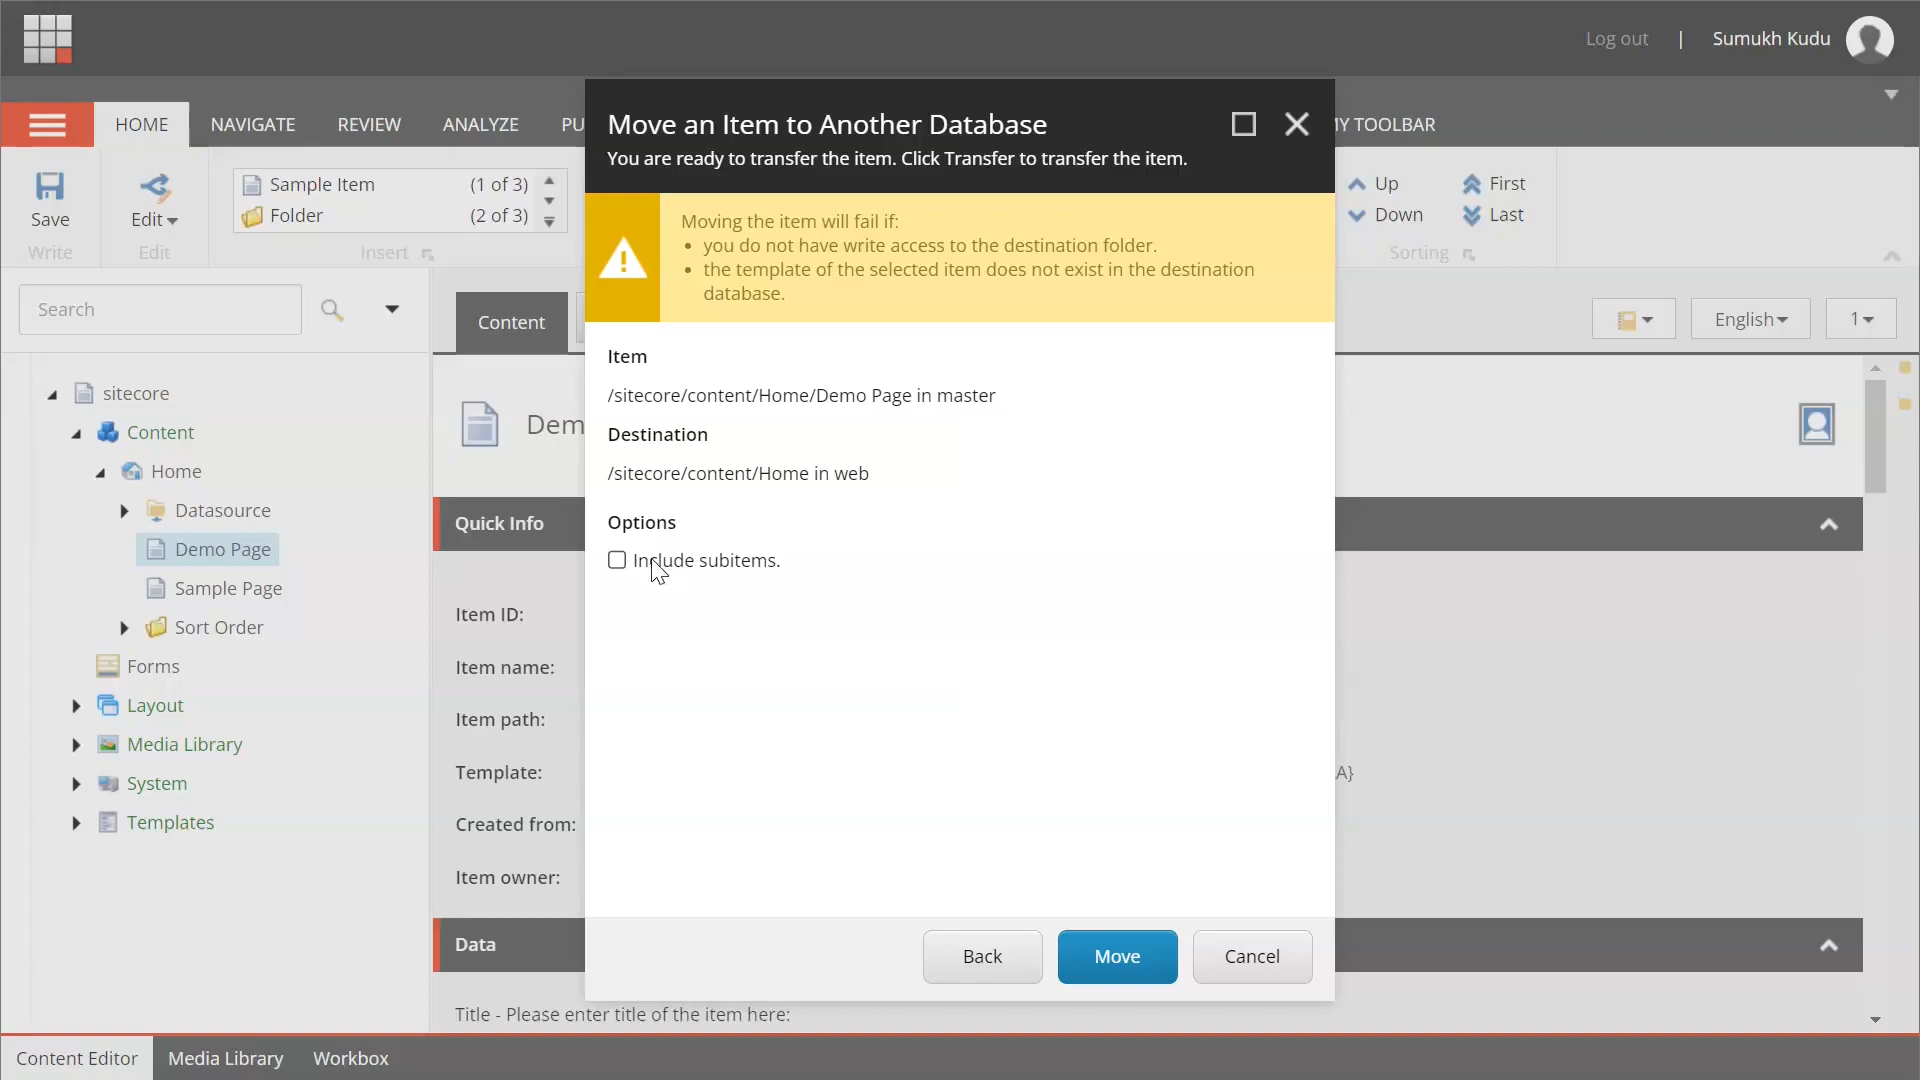 Log out | Sumukh Kudu
HOME NAVIGATE REVIEW ANALYZE PU MY TOOLBAR
Move an Item to Another Database
You are ready to transfer the item. Click Transfer to transfer the item.
Save
Write
Edit
Edit
Sample Item (1 of 3)
Folder (2 of 3)
Insert
Up First
Down Last
Sorting
Moving the item will fail if:
• you do not have write access to the destination folder.
• the template of the selected item does not exist in the destination
database.
Search
Content
English
1
sitecore
Content
Home
Datasource
Demo Page
Sample Page
Sort Order
Forms
Layout
Media Library
System
Templates
Dem
Quick Info
Item ID:
Item name:
Item path:
Template: A}
Created from:
Item owner:
Data
Title - Please enter title of the item here:
Item
/sitecore/content/Home/Demo Page in master
Destination
/sitecore/content/Home in web
Options
Include subitems.
Back Move Cancel
Content Editor Media Library Workbox